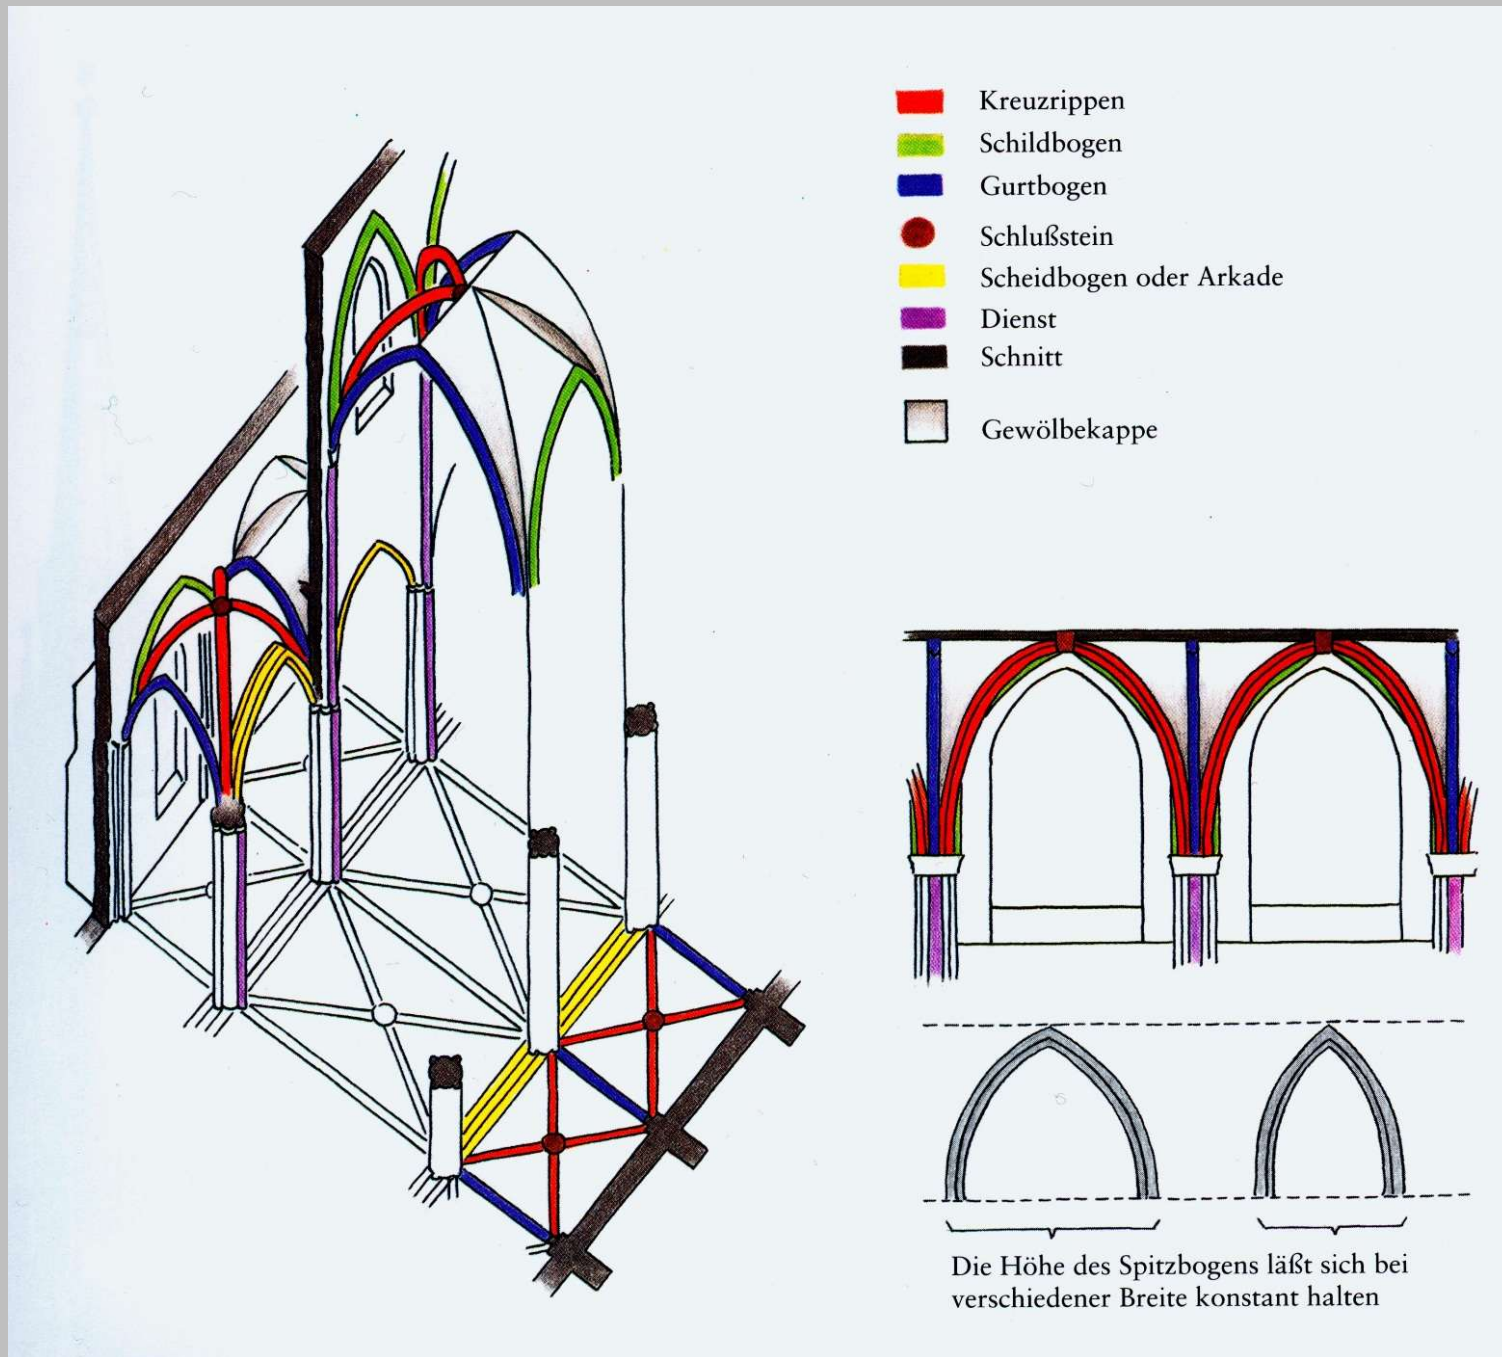 Kreuzrippen
Schildbogen
Gurtbogen
Schlußstein
Scheidbogen oder Arkade
Dienst
Schnitt
Gewölbekappe
Die Höhe des Spitzbogens läßt sich bei
verschiedener Breite konstant halten